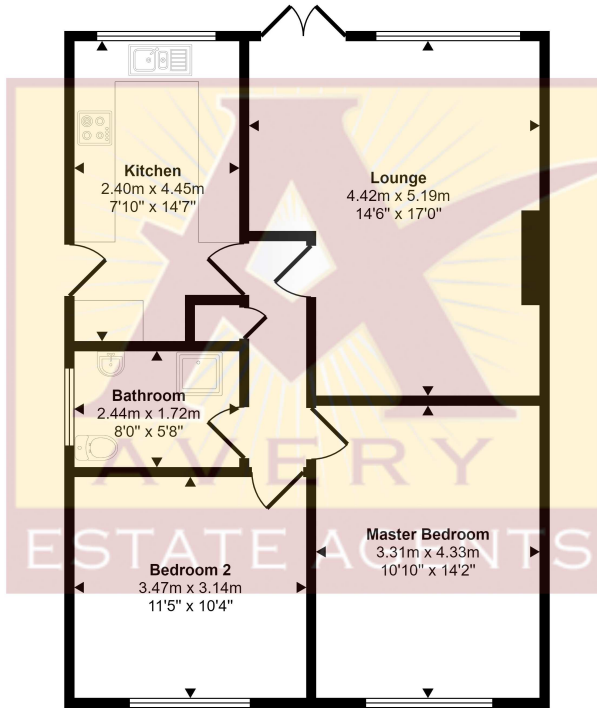 Kitchen
2.40m x 4.45m
7'10" x 14'7"
Lounge
4.42m x 5.19m
14'6" x 17'0"
Bathroom
2.44m x 1.72m
8'0" x 5'8"
AVERY
ESTATE AGENTS
Master Bedroom
3.31m x 4.33m
10'10" x 14'2"
Bedroom 2
3.47m x 3.14m
11'5" x 10'4"